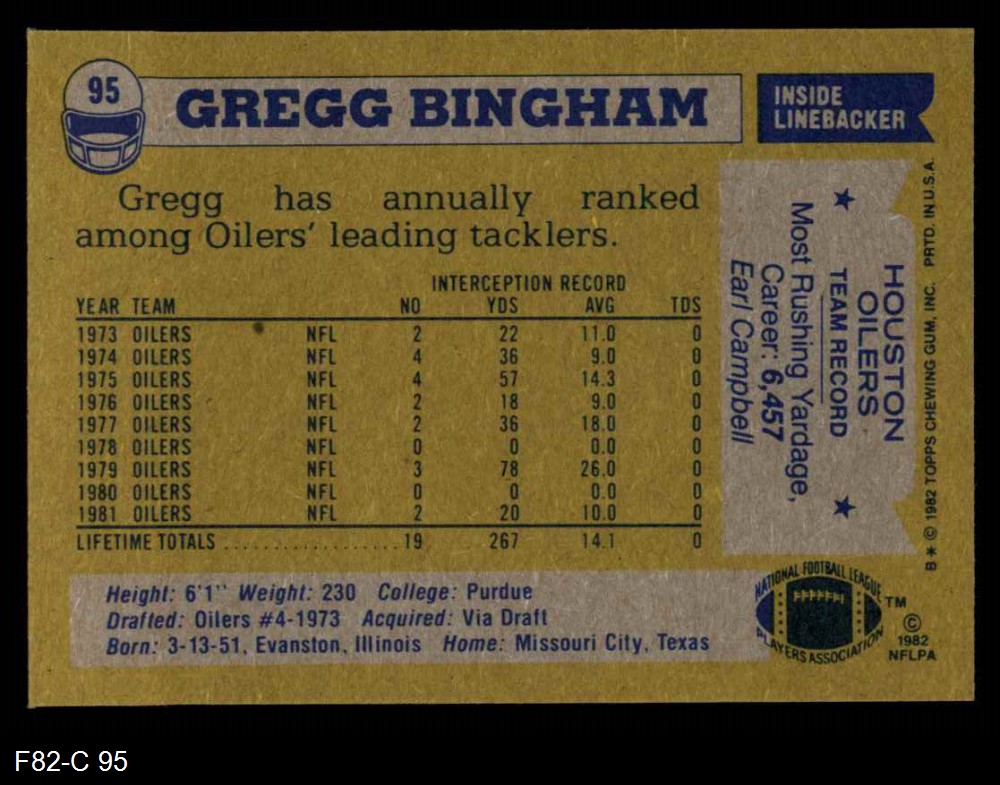 95
GREGG BINGHAM
INSIDE
LINEBACKER
Gregg has annually ranked
among Oilers' leading tacklers.
INTERCEPTION RECORD
YEAR TEAM NO YDS AVG TDS
1973 OILERS NFL 2 22 11.0 0
1974 OILERS NFL 4 36 9.0 0
1975 OILERS NFL 4 57 14.3 0
1976 OILERS NFL 2 18 9.0 0
1977 OILERS NFL 2 36 18.0 0
1978 OILERS NFL 0 0 0.0 0
1979 OILERS NFL 3 78 26.0 0
1980 OILERS NFL 0 0 0.0 0
1981 OILERS NFL 2 20 10.0 0
LIFETIME TOTALS .................. 19 267 14.1 0
Height: 6'1" Weight: 230 College: Purdue
Drafted: Oilers #4-1973 Acquired: Via Draft
Born: 3-13-51, Evanston, Illinois Home: Missouri City, Texas
HOUSTON
OILERS
★ TEAM RECORD ★
Most Rushing Yardage,
Career: 6,457
Earl Campbell
B* © 1982 TOPPS CHEWING GUM, INC. PRTD. IN U.S.A.
NATIONAL FOOTBALL LEAGUE
PLAYERS ASSOCIATION
TM
©
1982
NFLPA
F82-C 95